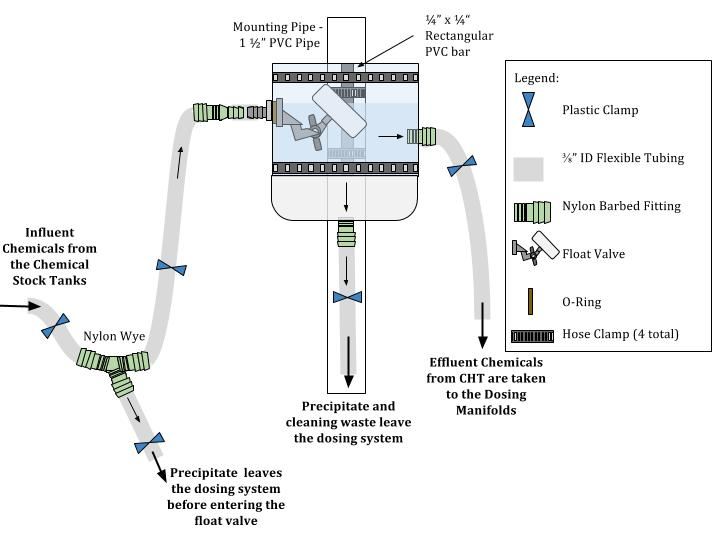 Mounting Pipe -
1 ½” PVC Pipe
¼” x ¼“
Rectangular
PVC bar
Legend:
Plastic Clamp
⅜” ID Flexible Tubing
Nylon Barbed Fitting
Float Valve
O-Ring
Hose Clamp (4 total)
Influent
Chemicals from
the Chemical
Stock Tanks
Nylon Wye
Effluent Chemicals
from CHT are taken
to the Dosing
Manifolds
Precipitate and
cleaning waste leave
the dosing system
Precipitate leaves
the dosing system
before entering the
float valve